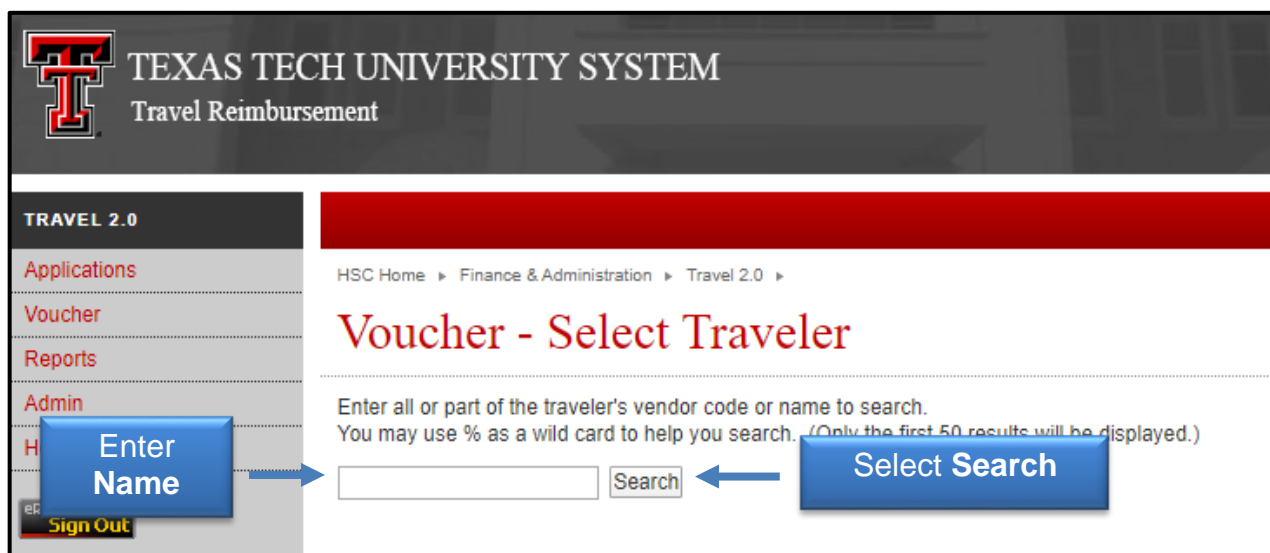 TEXAS TECH UNIVERSITY SYSTEM
Travel Reimbursement
TRAVEL 2.0
Applications
Voucher
Reports
Admin
H
HSC Home ▸ Finance & Administration ▸ Travel 2.0 ▸
Voucher - Select Traveler
Enter all or part of the traveler's vendor code or name to search.
You may use % as a wild card to help you search. (Only the first 50 results will be displayed.)
Search
Enter
Name
Select Search
Sign Out